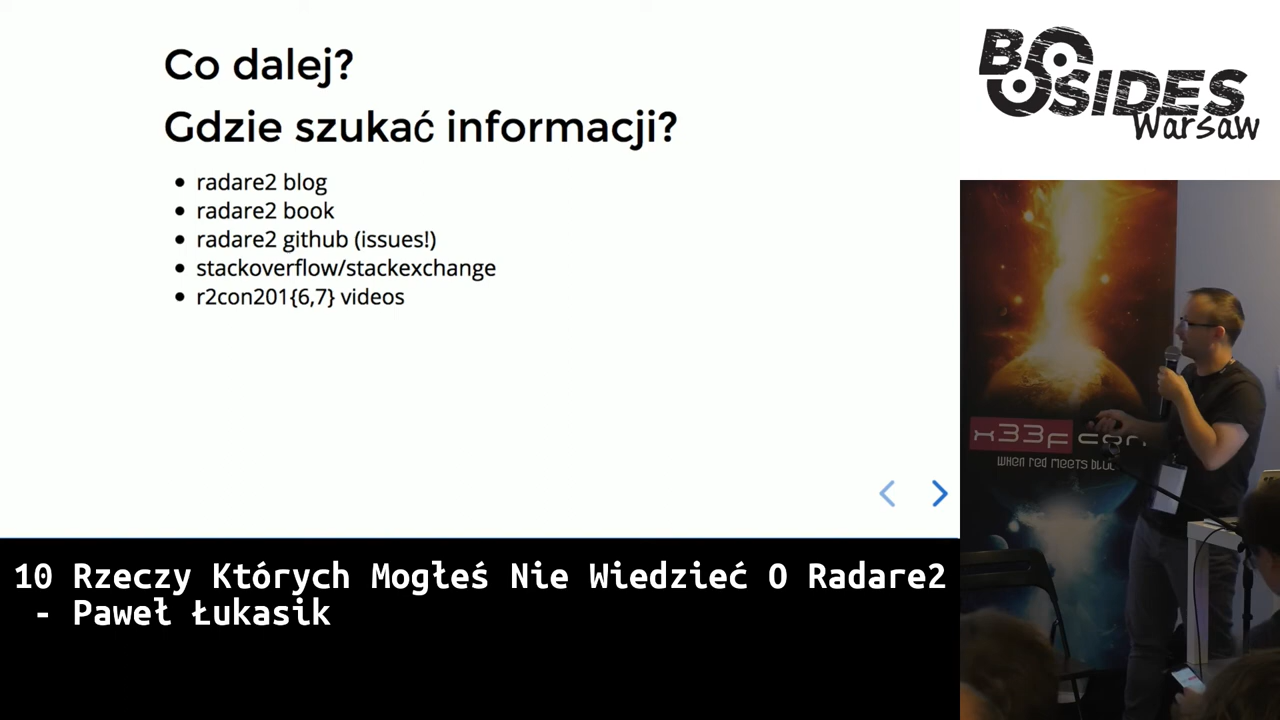 Co dalej?
Gdzie szukać informacji?
radare2 blog
radare2 book
radare2 github (issues!)
stackoverflow/stackexchange
r2con201{6,7} videos
10 Rzeczy Których Mogłeś Nie Wiedzieć O Radare2
- Paweł Łukasik
BSIDES
Warsaw
x33fcon
when red meets blue